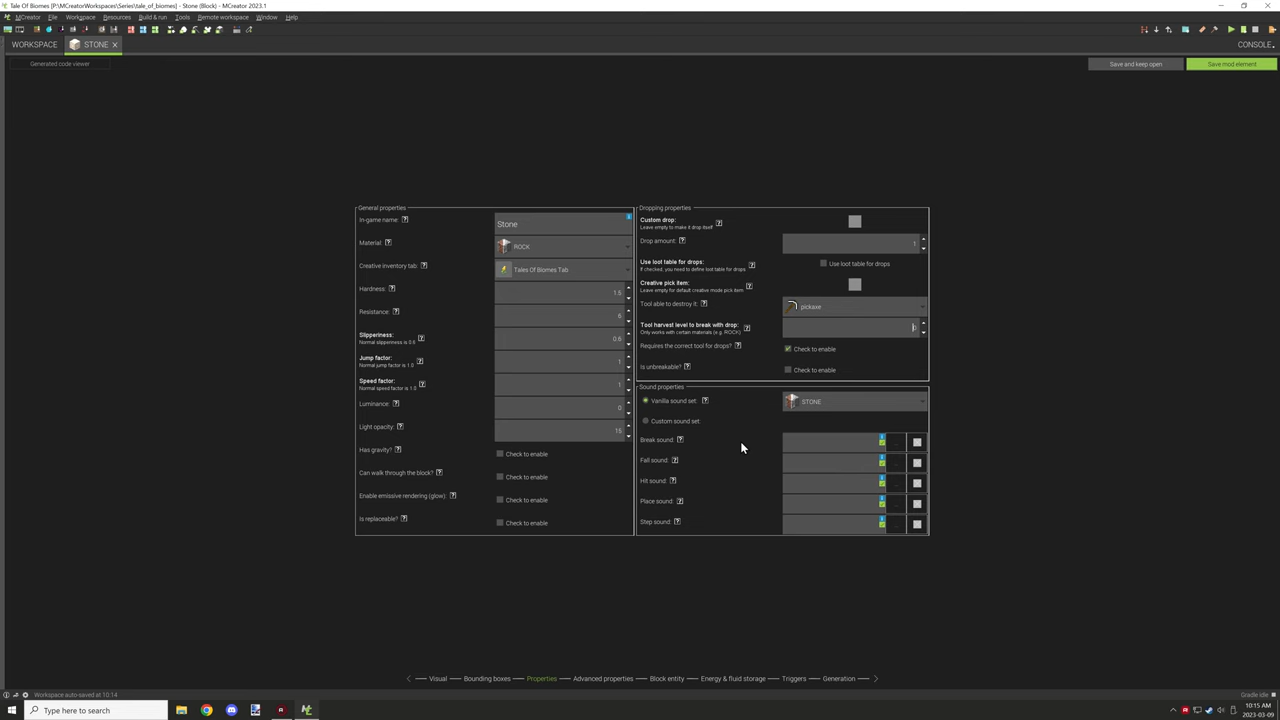 Tale Of Biomes [P:\MCreatorWorkspaces\Series\tale_of_biomes] - Stone (Block) - MCreator 2023.1
MCreator File Workspace Resources Build & run Tools Remote workspace Window Help
WORKSPACE STONE CONSOLE
Generated code viewer Save and keep open Save mod element
General properties
In-game name: ? Stone
Material: ? ROCK
Creative inventory tab: ? Tales Of Biomes Tab
Hardness: ? 1.5
Resistance: ? 6
Slipperiness: ? 0.6
Normal slipperiness is 0.6
Jump factor: ? 1
Normal jump factor is 1.0
Speed factor: ? 1
Normal speed factor is 1.0
Luminance: ? 0
Light opacity: ? 15
Has gravity? ? Check to enable
Can walk through the block? ? Check to enable
Enable emissive rendering (glow): ? Check to enable
Is replaceable? ? Check to enable
Dropping properties
Custom drop: ?
Leave empty to make it drop itself
Drop amount: ? 1
Use loot table for drops: ? Use loot table for drops
If checked, you need to define loot table for drops
Creative pick item: ?
Leave empty for default creative mode pick item
Tool able to destroy it: ? pickaxe
Tool harvest level to break with drop: ? 0
Only works with certain materials (e.g. ROCK)
Requires the correct tool for drops? ? Check to enable
Is unbreakable? ? Check to enable
Sound properties
Vanilla sound set: ? STONE
Custom sound set:
Break sound: ?
Fall sound: ?
Hit sound: ?
Place sound: ?
Step sound: ?
Visual Bounding boxes Properties Advanced properties Block entity Energy & fluid storage Triggers Generation
Workspace auto-saved at 10:14 Gradle idle
Type here to search
10:15 AM
2023-03-09